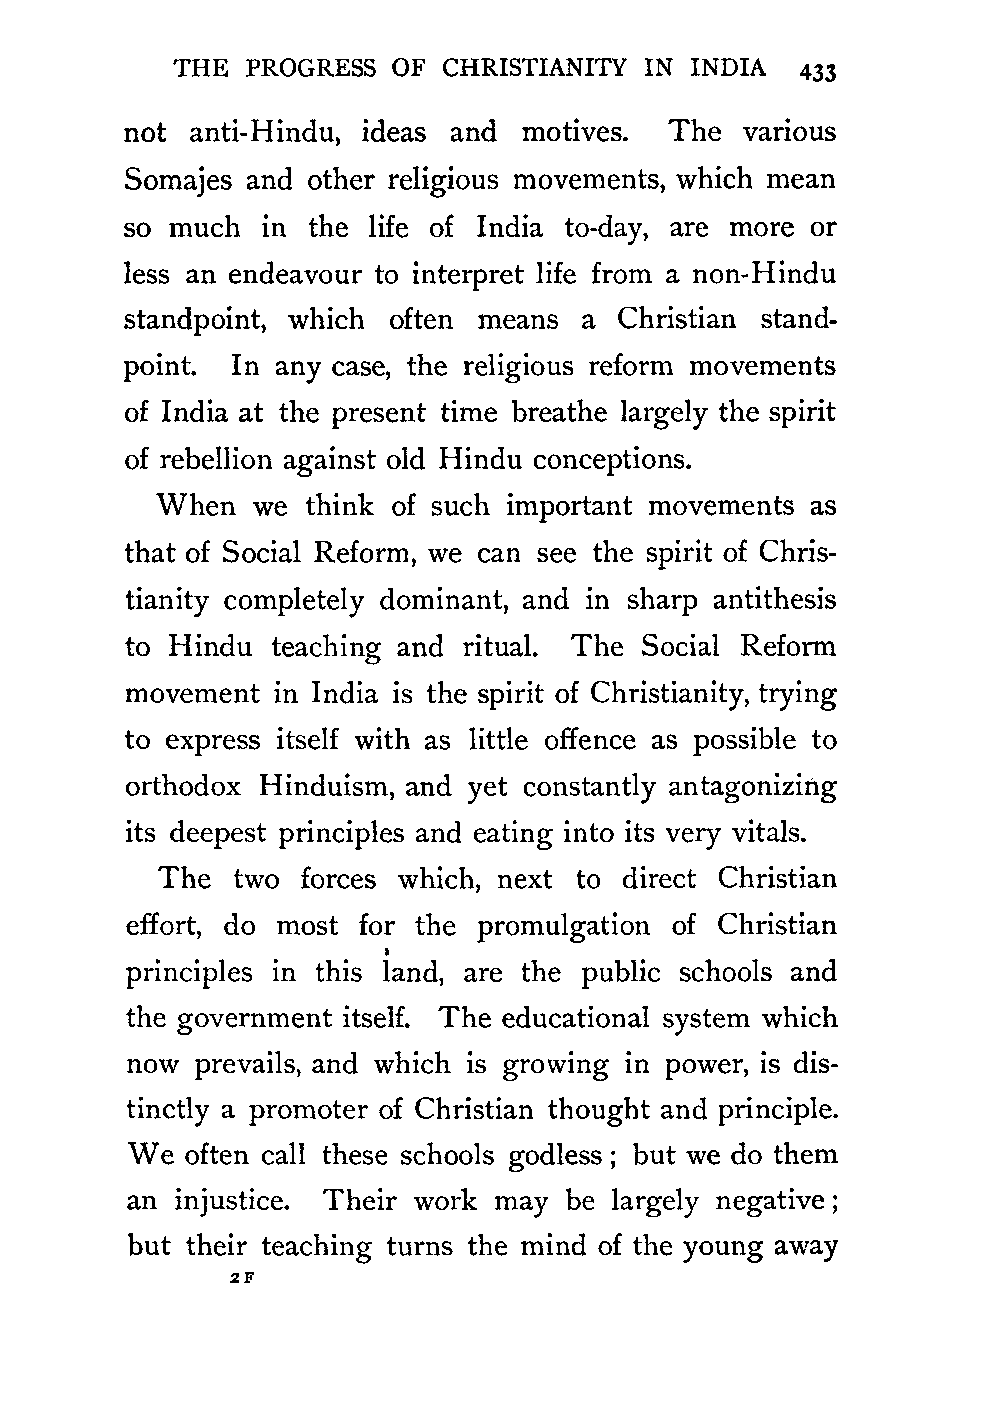 THE PROGRESS OF CHRISTIANITY IN INDIA 433
not anti-Hindu, ideas and motives. The various
Somajes and other religious movements, which mean
so much in the life of India to-day, are more or
less an endeavour to interpret life from a non-Hindu
standpoint, which often means a Christian stand-
point. In any case, the religious reform movements
of India at the present time breathe largely the spirit
of rebellion against old Hindu conceptions.
When we think of such important movements as
that of Social Reform, we can see the spirit of Chris-
tianity completely dominant, and in sharp antithesis
to Hindu teaching and ritual. The Social Reform
movement in India is the spirit of Christianity, trying
to express itself with as little offence as possible to
orthodox Hinduism, and yet constantly antagonizing
its deepest principles and eating into its very vitals.
The two forces which, next to direct Christian
effort, do most for the promulgation of Christian
principles in this land, are the public schools and
the government itself. The educational system which
now prevails, and which is growing in power, is dis-
tinctly a promoter of Christian thought and principle.
We often call these schools godless ; but we do them
an injustice. Their work may be largely negative ;
but their teaching turns the mind of the young away
2 F